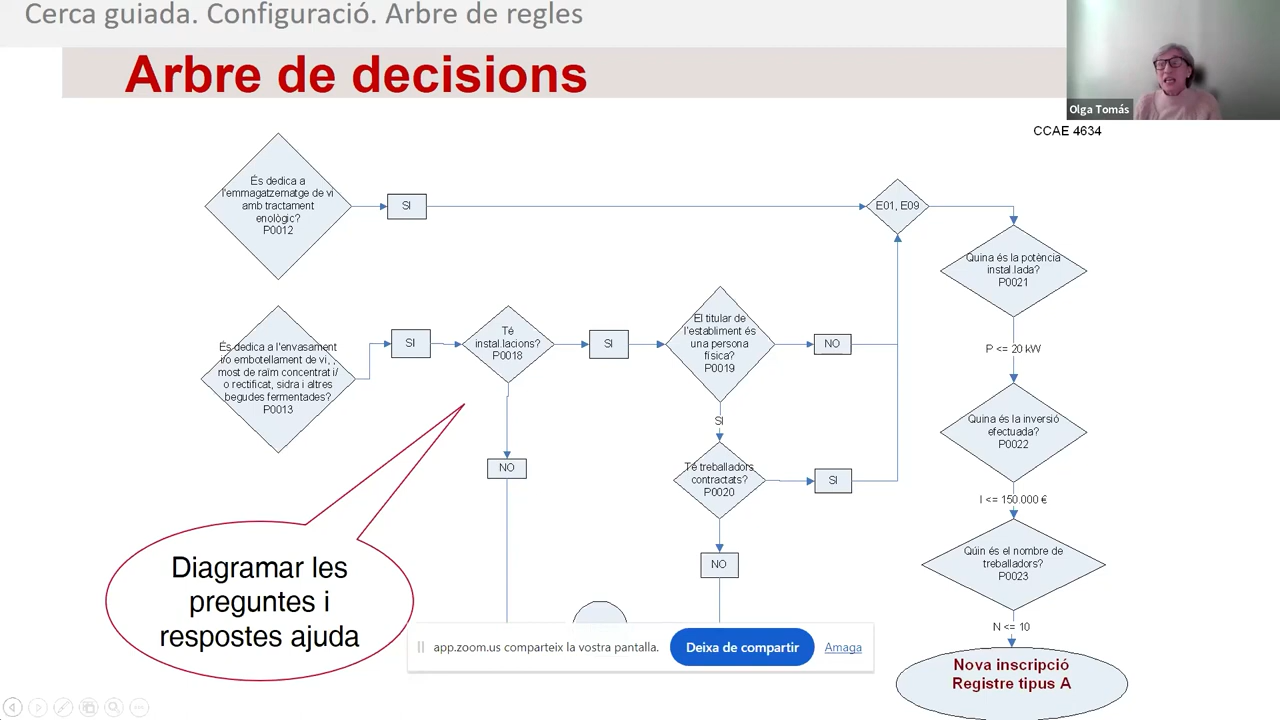 Cerca guiada. Configuració. Arbre de regles
Arbre de decisions
Olga Tomás
CCAE 4634
És dedica a
l'emmagatzematge de vi
amb tractament
enològic?
P0012
SI
E01, E09
Quina és la potència
instal.lada?
P0021
És dedica a l'envasament
i/o embotellament de vi, ,
most de raïm concentrat i/
o rectificat, sidra i altres
begudes fermentades?
P0013
SI
Té
instal.lacions?
P0018
SI
El titular de
l'establiment és
una persona
física?
P0019
NO
P <= 20 kW
SI
NO
Té treballadors
contractats?
P0020
SI
Quina és la inversió
efectuada?
P0022
I <= 150.000 €
NO
Qúin és el nombre de
treballadors?
P0023
N <= 10
Nova inscripció
Registre tipus A
Diagramar les
preguntes i
respostes ajuda
app.zoom.us comparteix la vostra pantalla.
Deixa de compartir
Amaga